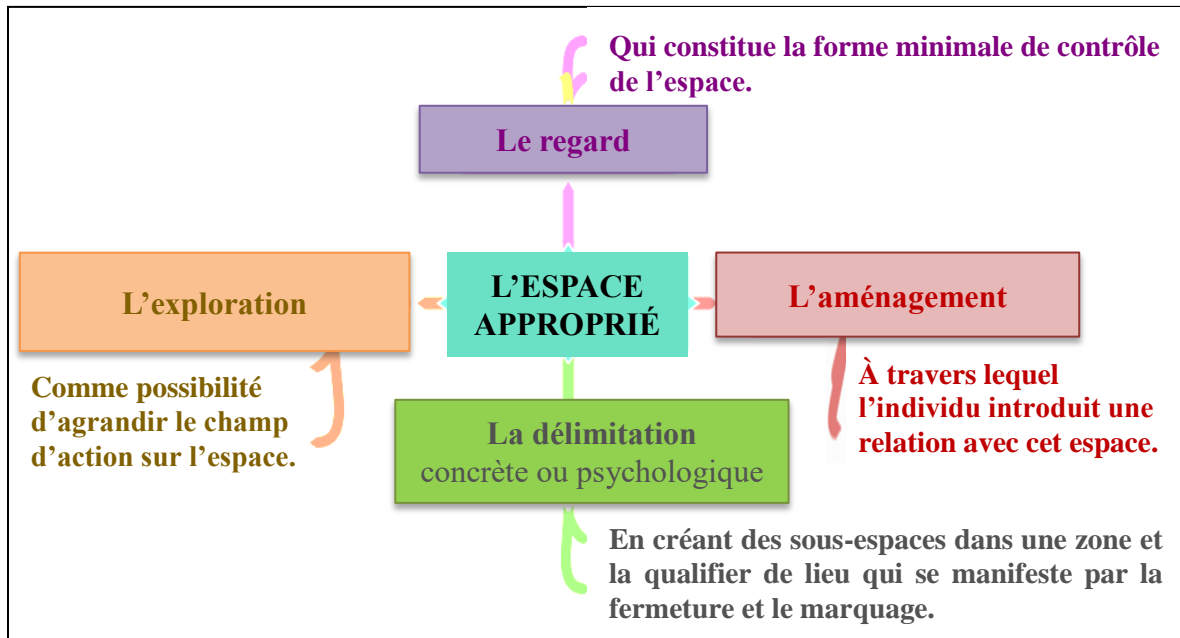 Qui constitue la forme minimale de contrôle
de l’espace.
Le regard
L’exploration
L’ESPACE
APPROPRIÉ
L’aménagement
Comme possibilité
d’agrandir le champ
d’action sur l’espace.
La délimitation
concrète ou psychologique
À travers lequel
l’individu introduit une
relation avec cet espace.
En créant des sous-espaces dans une zone et
la qualifier de lieu qui se manifeste par la
fermeture et le marquage.